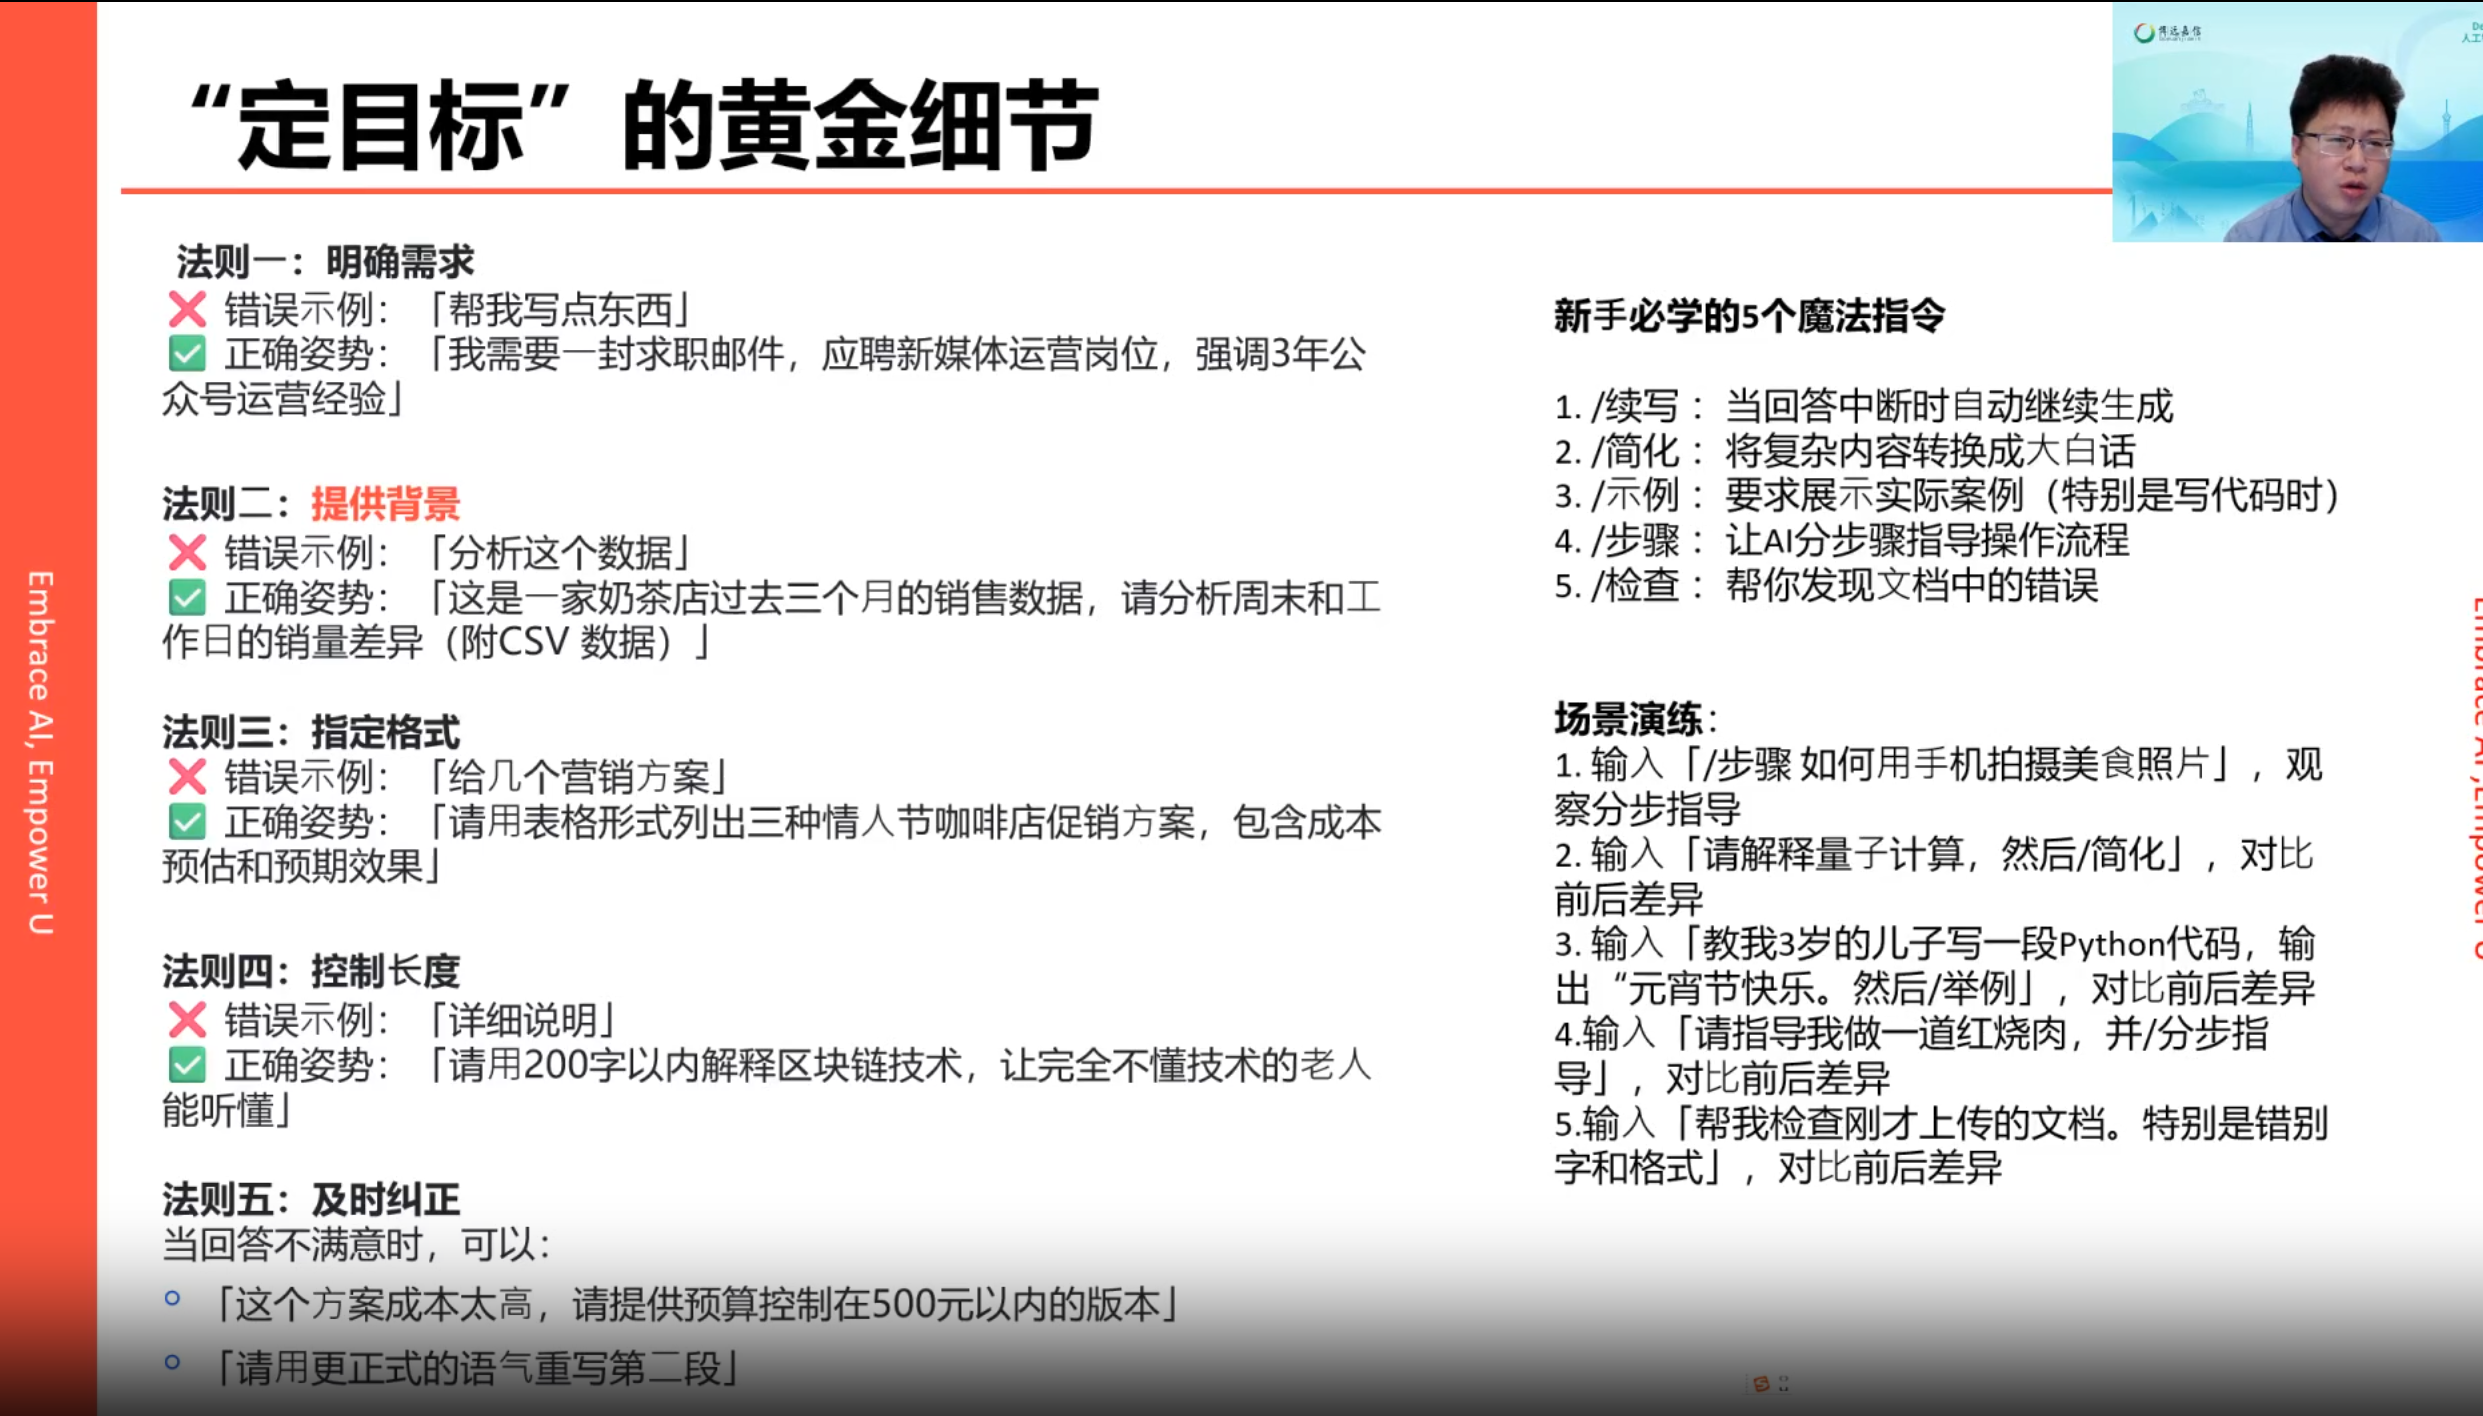 “定目标”的黄金细节
法则一：明确需求
❌ 错误示例：「帮我写点东西」
✅ 正确姿势：「我需要一封求职邮件，应聘新媒体运营岗位，强调3年公
众号运营经验」
法则二：提供背景
❌ 错误示例：「分析这个数据」
✅ 正确姿势：「这是一家奶茶店过去三个月的销售数据，请分析周末和工
作日的销量差异（附CSV 数据）」
法则三：指定格式
❌ 错误示例：「给几个营销方案」
✅ 正确姿势：「请用表格形式列出三种情人节咖啡店促销方案，包含成本
预估和预期效果」
法则四：控制长度
❌ 错误示例：「详细说明」
✅ 正确姿势：「请用200字以内解释区块链技术，让完全不懂技术的老人
能听懂」
法则五：及时纠正
当回答不满意时，可以：
「这个方案成本太高，请提供预算控制在500元以内的版本」
「请用更正式的语气重写第二段」
新手必学的5个魔法指令
1. /续写 ：当回答中断时自动继续生成
2. /简化 ：将复杂内容转换成大白话
3. /示例 ：要求展示实际案例（特别是写代码时）
4. /步骤 ：让AI分步骤指导操作流程
5. /检查 ：帮你发现文档中的错误
场景演练：
1. 输入「/步骤 如何用手机拍摄美食照片」，观
察分步指导
2. 输入「请解释量子计算，然后/简化」，对比
前后差异
3. 输入「教我3岁的儿子写一段Python代码，输
出“元宵节快乐。然后/举例」，对比前后差异
4.输入「请指导我做一道红烧肉，并/分步指
导」，对比前后差异
5.输入「帮我检查刚才上传的文档。特别是错别
字和格式」，对比前后差异
Embrace AI, Empower U
博远嘉信
人工